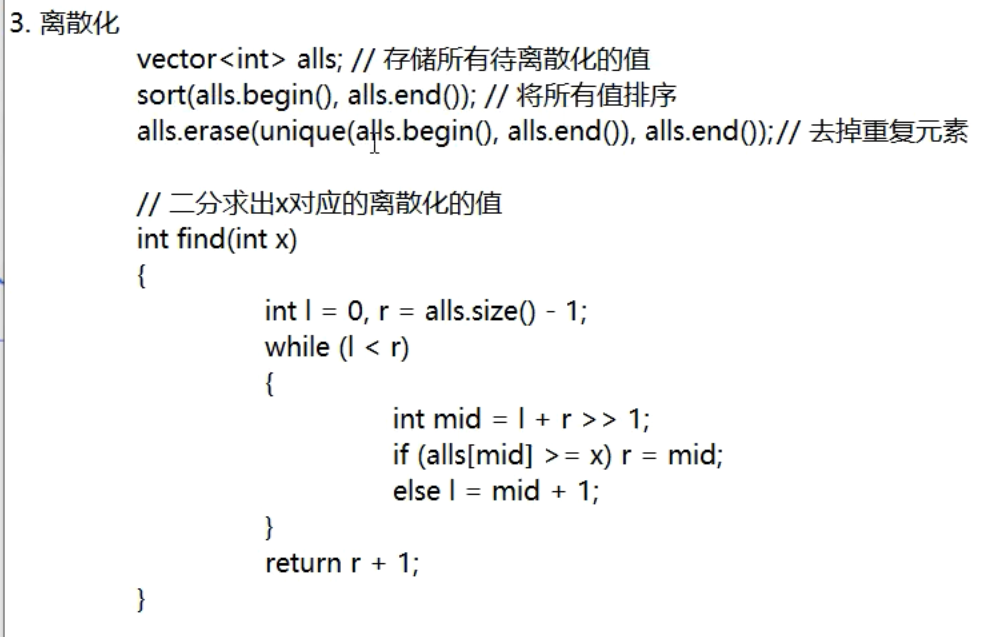 3. 离散化
vector<int> alls; // 存储所有待离散化的值
sort(alls.begin(), alls.end()); // 将所有值排序
alls.erase(unique(alls.begin(), alls.end()), alls.end());// 去掉重复元素
// 二分求出x对应的离散化的值
int find(int x)
{
int l = 0, r = alls.size() - 1;
while (l < r)
{
int mid = l + r >> 1;
if (alls[mid] >= x) r = mid;
else l = mid + 1;
}
return r + 1;
}